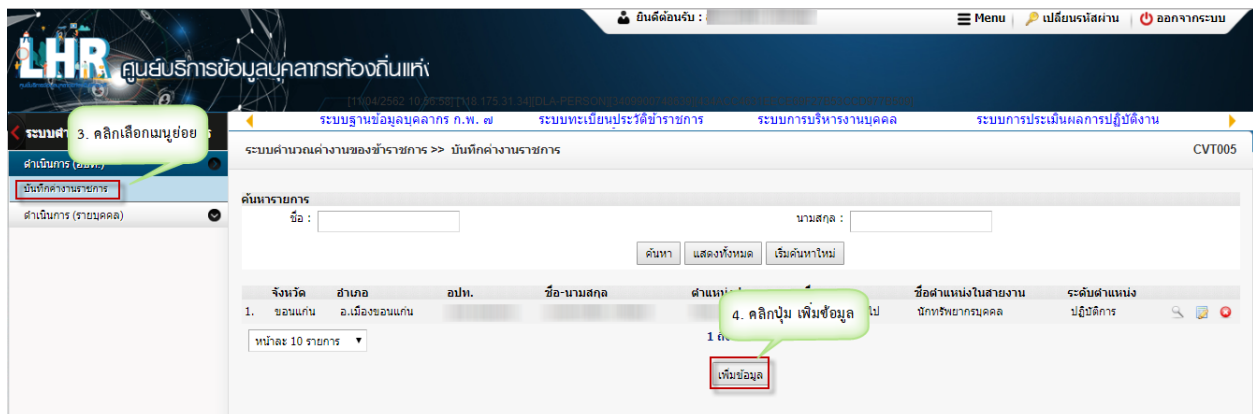 ยินดีต้อนรับ :
Menu เปลี่ยนรหัสผ่าน ออกจากระบบ
LHR ศูนย์บริการข้อมูลบุคลากรท้องถิ่นแห่ง
ระบบฐานข้อมูลบุคลากร ก.พ. ๗ ระบบทะเบียนประวัติข้าราชการ ระบบการบริหารงานบุคคล ระบบการประเมินผลการปฏิบัติงาน
3. คลิกเลือกเมนูย่อย
ระบบคำนวณค่างานของข้าราชการ >> บันทึกค่างานราชการ CVT005
ดำเนินการ (อปท.)
บันทึกค่างานราชการ
ดำเนินการ (รายบุคคล)
ค้นหารายการ
ชื่อ : นามสกุล :
ค้นหา แสดงทั้งหมด เริ่มค้นหาใหม่
จังหวัด อำเภอ อปท. ชื่อ-นามสกุล ชื่อตำแหน่งในสายงาน ระดับตำแหน่ง
1. ขอนแก่น อ.เมืองขอนแก่น นักทรัพยากรบุคคล ปฏิบัติการ
4. คลิกปุ่ม เพิ่มข้อมูล
หน้าละ 10 รายการ
เพิ่มข้อมูล